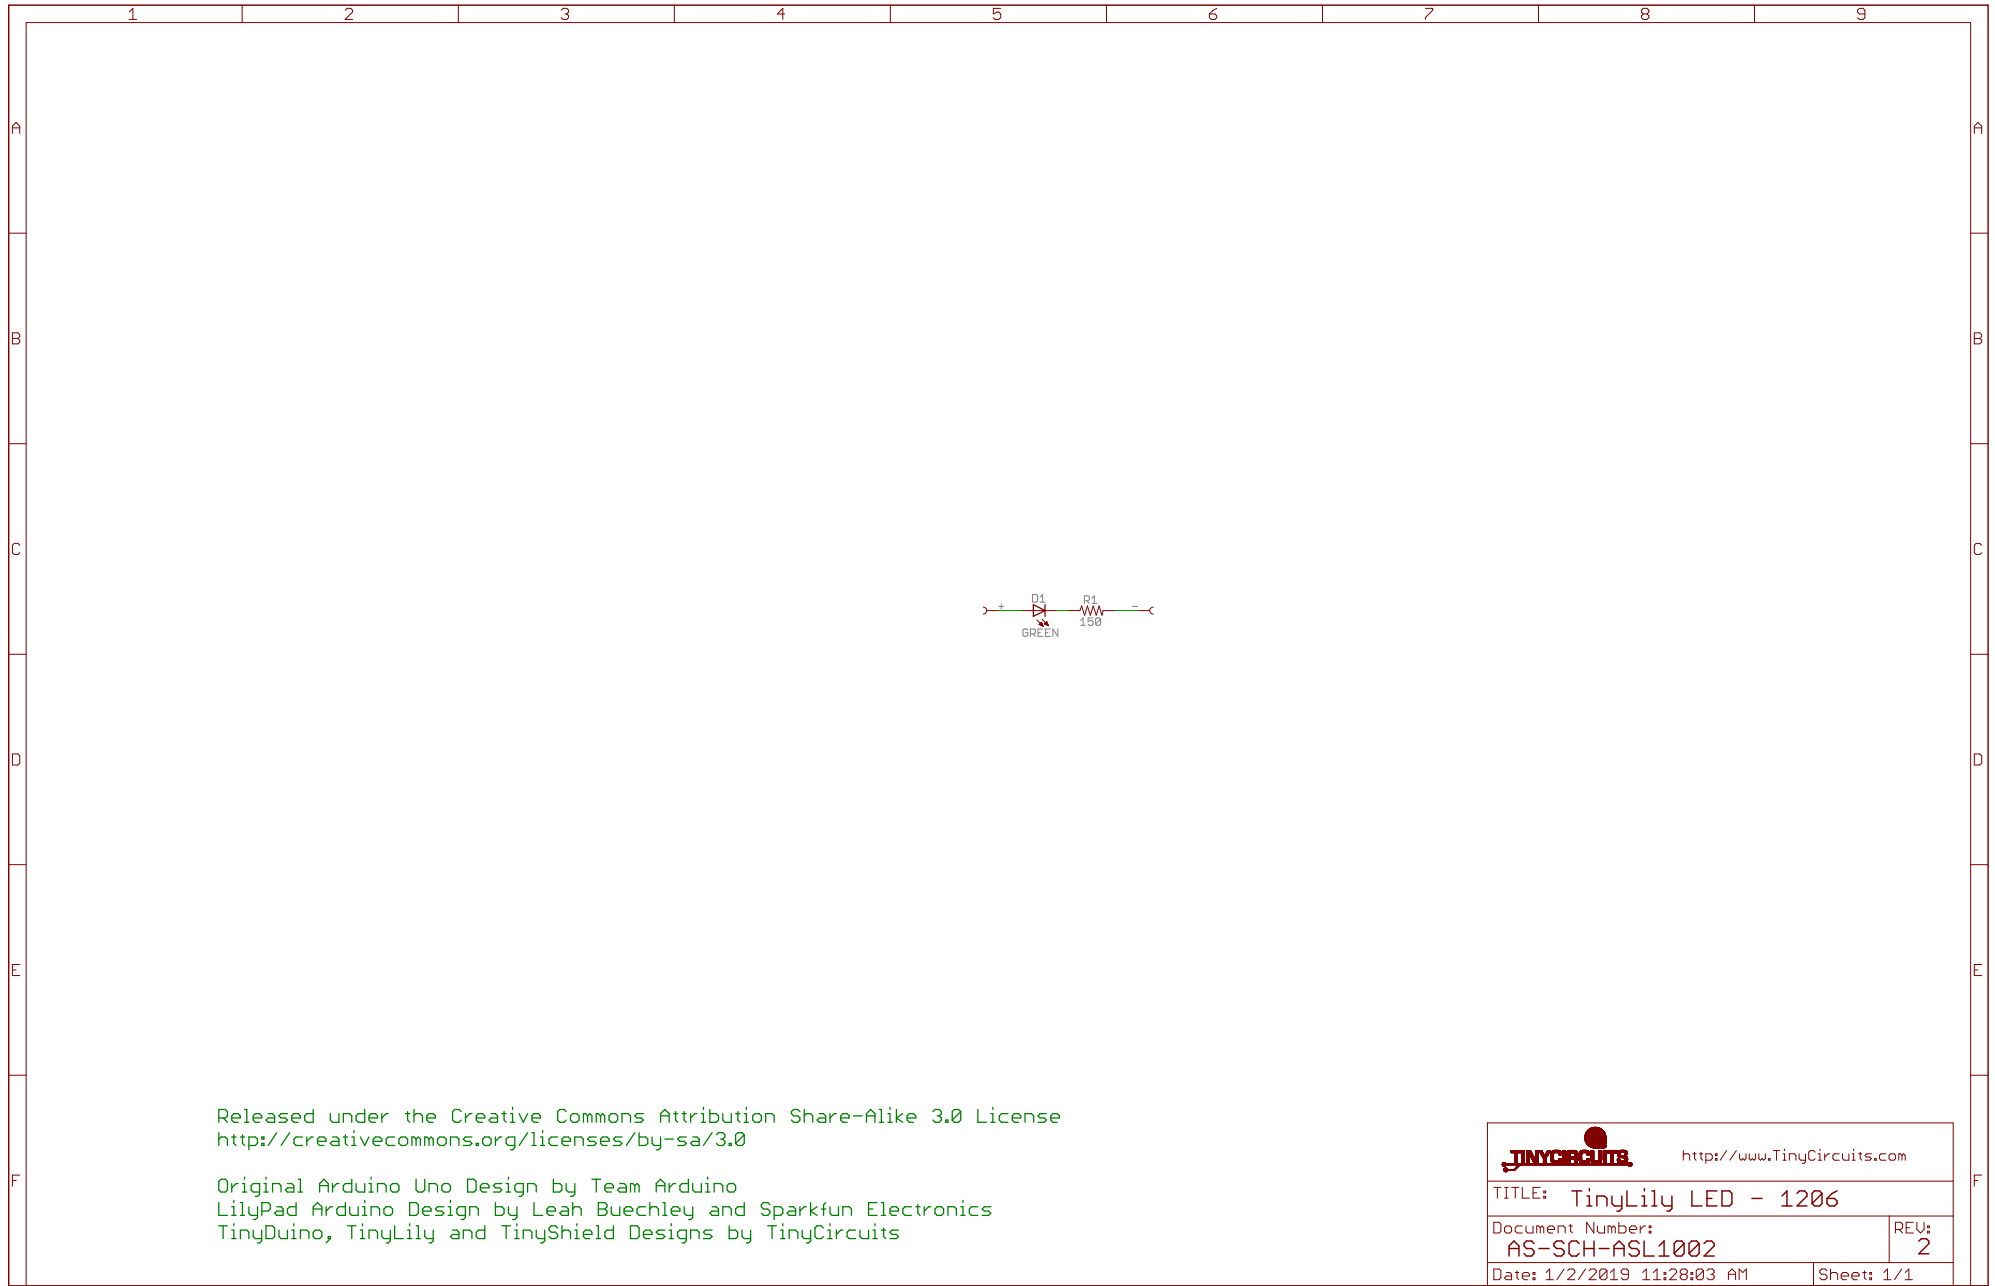 1 2 3 4 5 6 7 8 9
A A
B B
C C
+ D1 R1 -
GREEN 150
D D
E E
F F
Released under the Creative Commons Attribution Share-Alike 3.0 License
http://creativecommons.org/licenses/by-sa/3.0
Original Arduino Uno Design by Team Arduino
LilyPad Arduino Design by Leah Buechley and Sparkfun Electronics
TinyDuino, TinyLily and TinyShield Designs by TinyCircuits
TINYCIRCUITS http://www.TinyCircuits.com
TITLE: TinyLily LED - 1206
Document Number: REV:
AS-SCH-ASL1002 2
Date: 1/2/2019 11:28:03 AM Sheet: 1/1